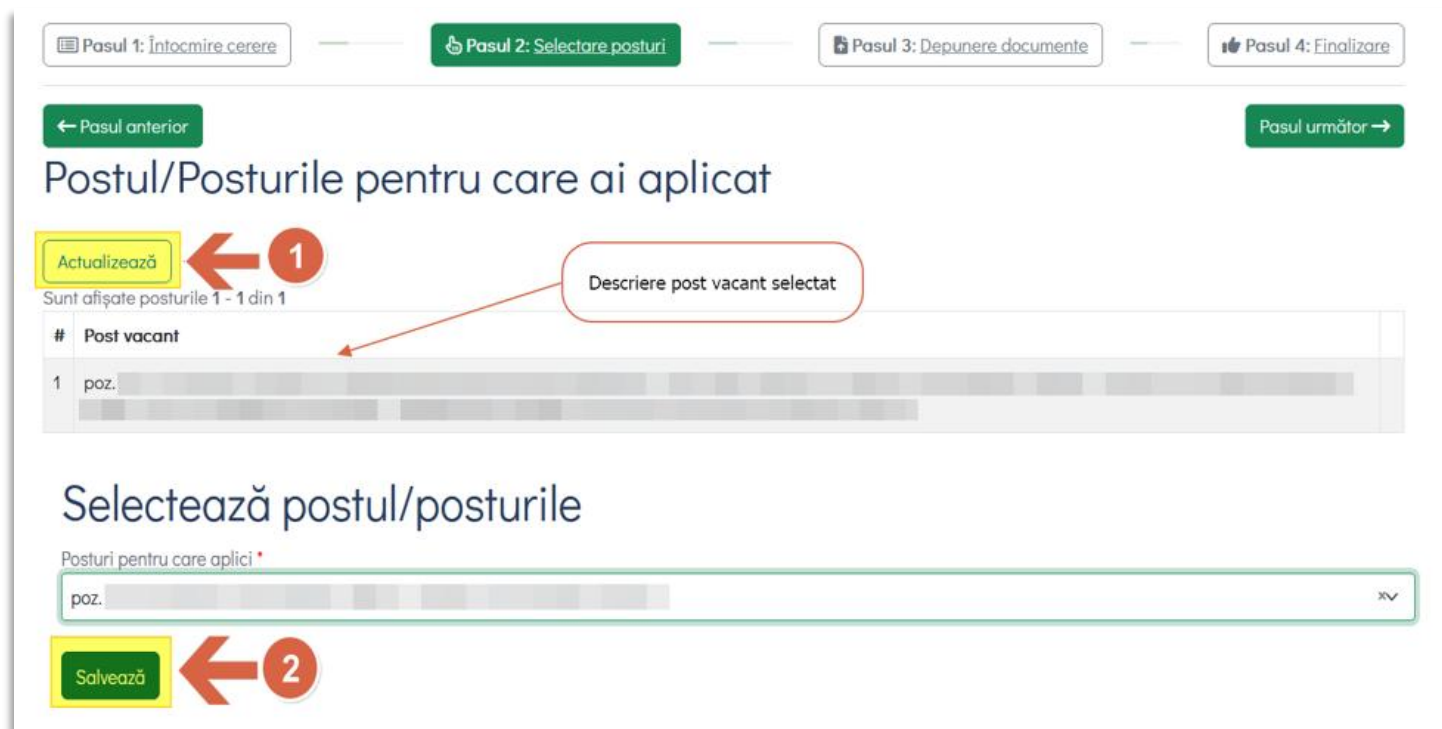 Pasul 1: Întocmire cerere
Pasul 2: Selectare posturi
Pasul 3: Depunere documente
Pasul 4: Finalizare
← Pasul anterior
Pasul următor →
Postul/Posturile pentru care ai aplicat
Actualizează
1
Descriere post vacant selectat
Sunt afișate posturile 1 - 1 din 1
# Post vacant
1 poz.
Selectează postul/posturile
Posturi pentru care aplici *
poz.
Salvează
2